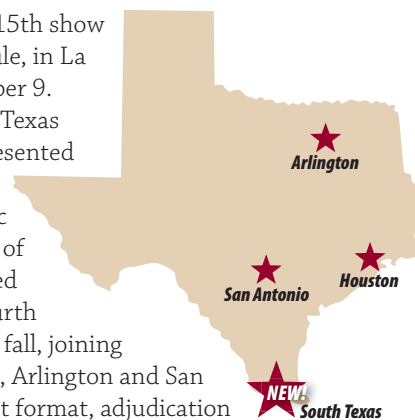 15th show
ule, in La
ber 9.
Texas
esented
c
of
ed
urth
fall, joining
, Arlington and San
t format, adjudication
Arlington
San Antonio
Houston
NEW!
South Texas